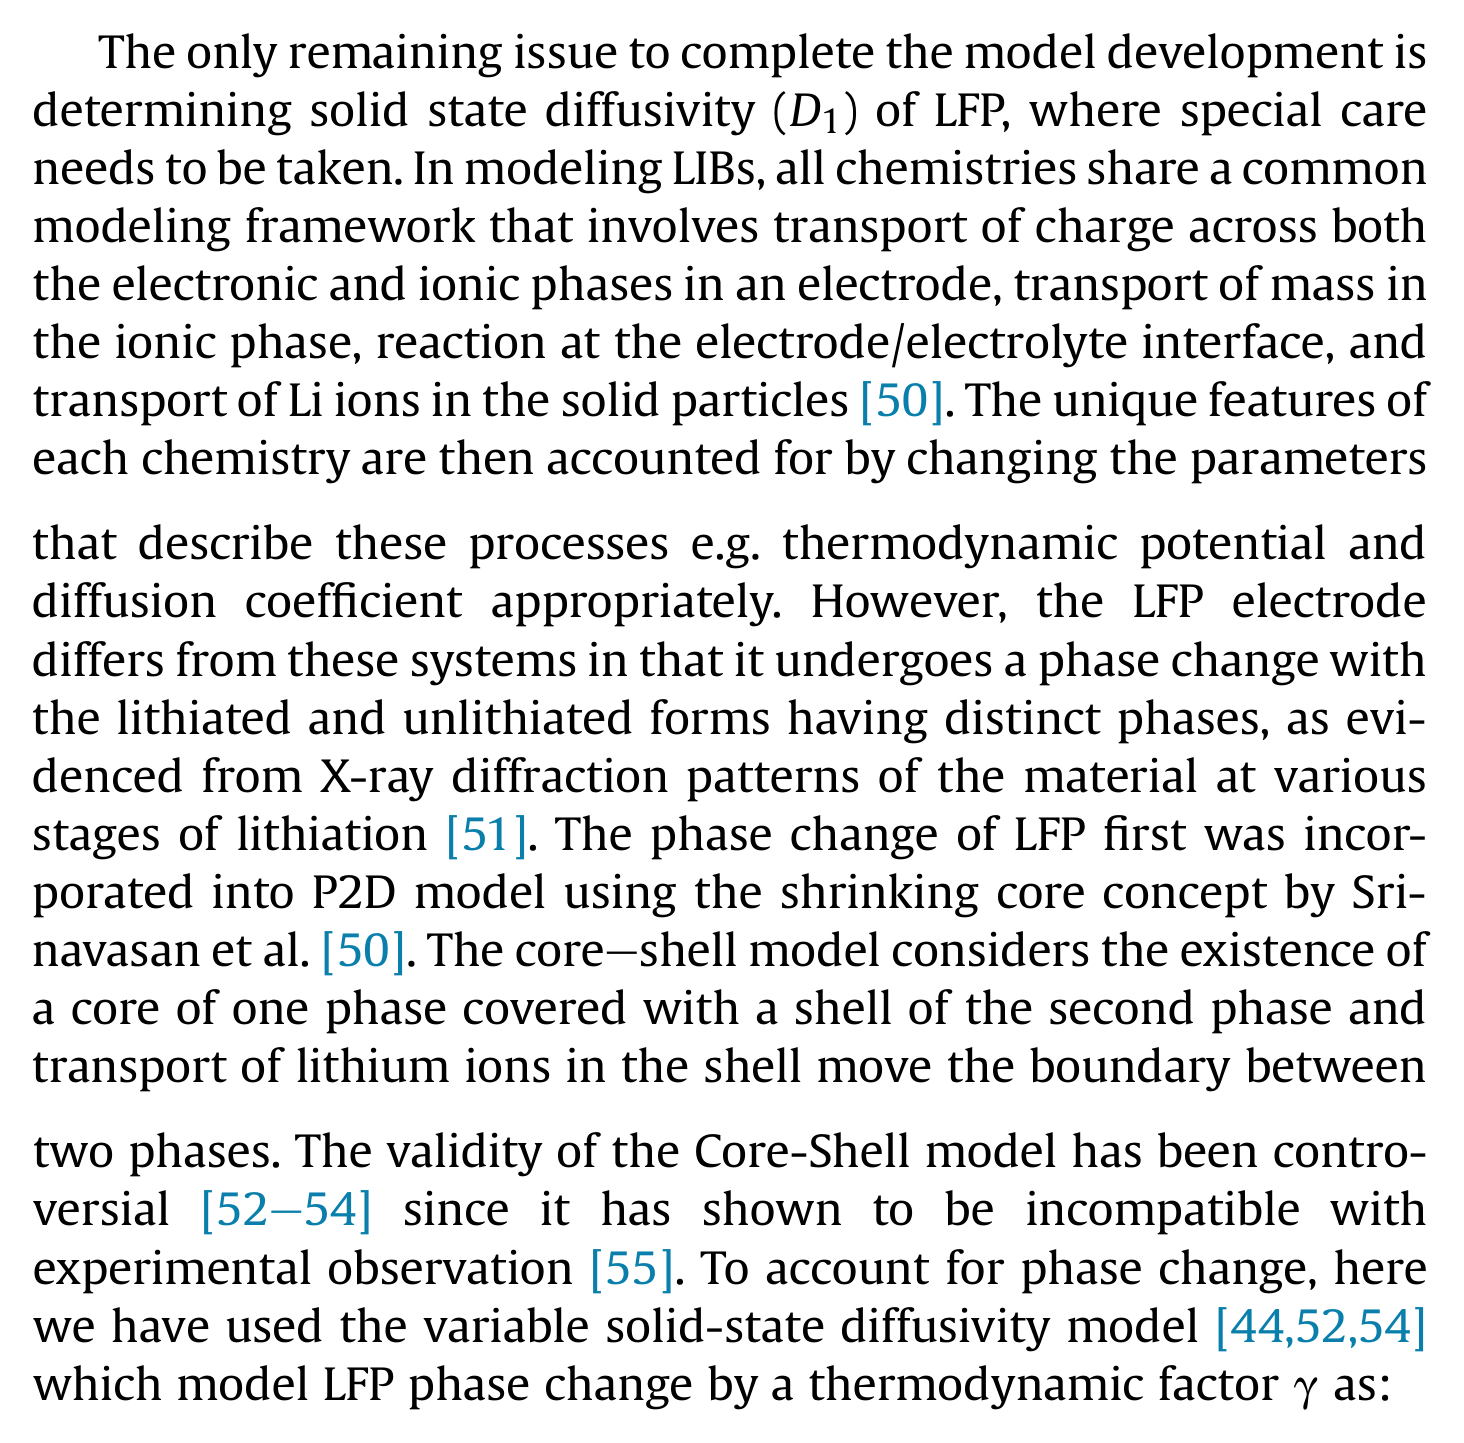 The only remaining issue to complete the model development is
determining solid state diffusivity (D₁) of LFP, where special care
needs to be taken. In modeling LIBs, all chemistries share a common
modeling framework that involves transport of charge across both
the electronic and ionic phases in an electrode, transport of mass in
the ionic phase, reaction at the electrode/electrolyte interface, and
transport of Li ions in the solid particles [50]. The unique features of
each chemistry are then accounted for by changing the parameters
that describe these processes e.g. thermodynamic potential and
diffusion coefficient appropriately. However, the LFP electrode
differs from these systems in that it undergoes a phase change with
the lithiated and unlithiated forms having distinct phases, as evi-
denced from X-ray diffraction patterns of the material at various
stages of lithiation [51]. The phase change of LFP first was incor-
porated into P2D model using the shrinking core concept by Sri-
navasan et al. [50]. The core–shell model considers the existence of
a core of one phase covered with a shell of the second phase and
transport of lithium ions in the shell move the boundary between
two phases. The validity of the Core-Shell model has been contro-
versial [52–54] since it has shown to be incompatible with
experimental observation [55]. To account for phase change, here
we have used the variable solid-state diffusivity model [44,52,54]
which model LFP phase change by a thermodynamic factor γ as: